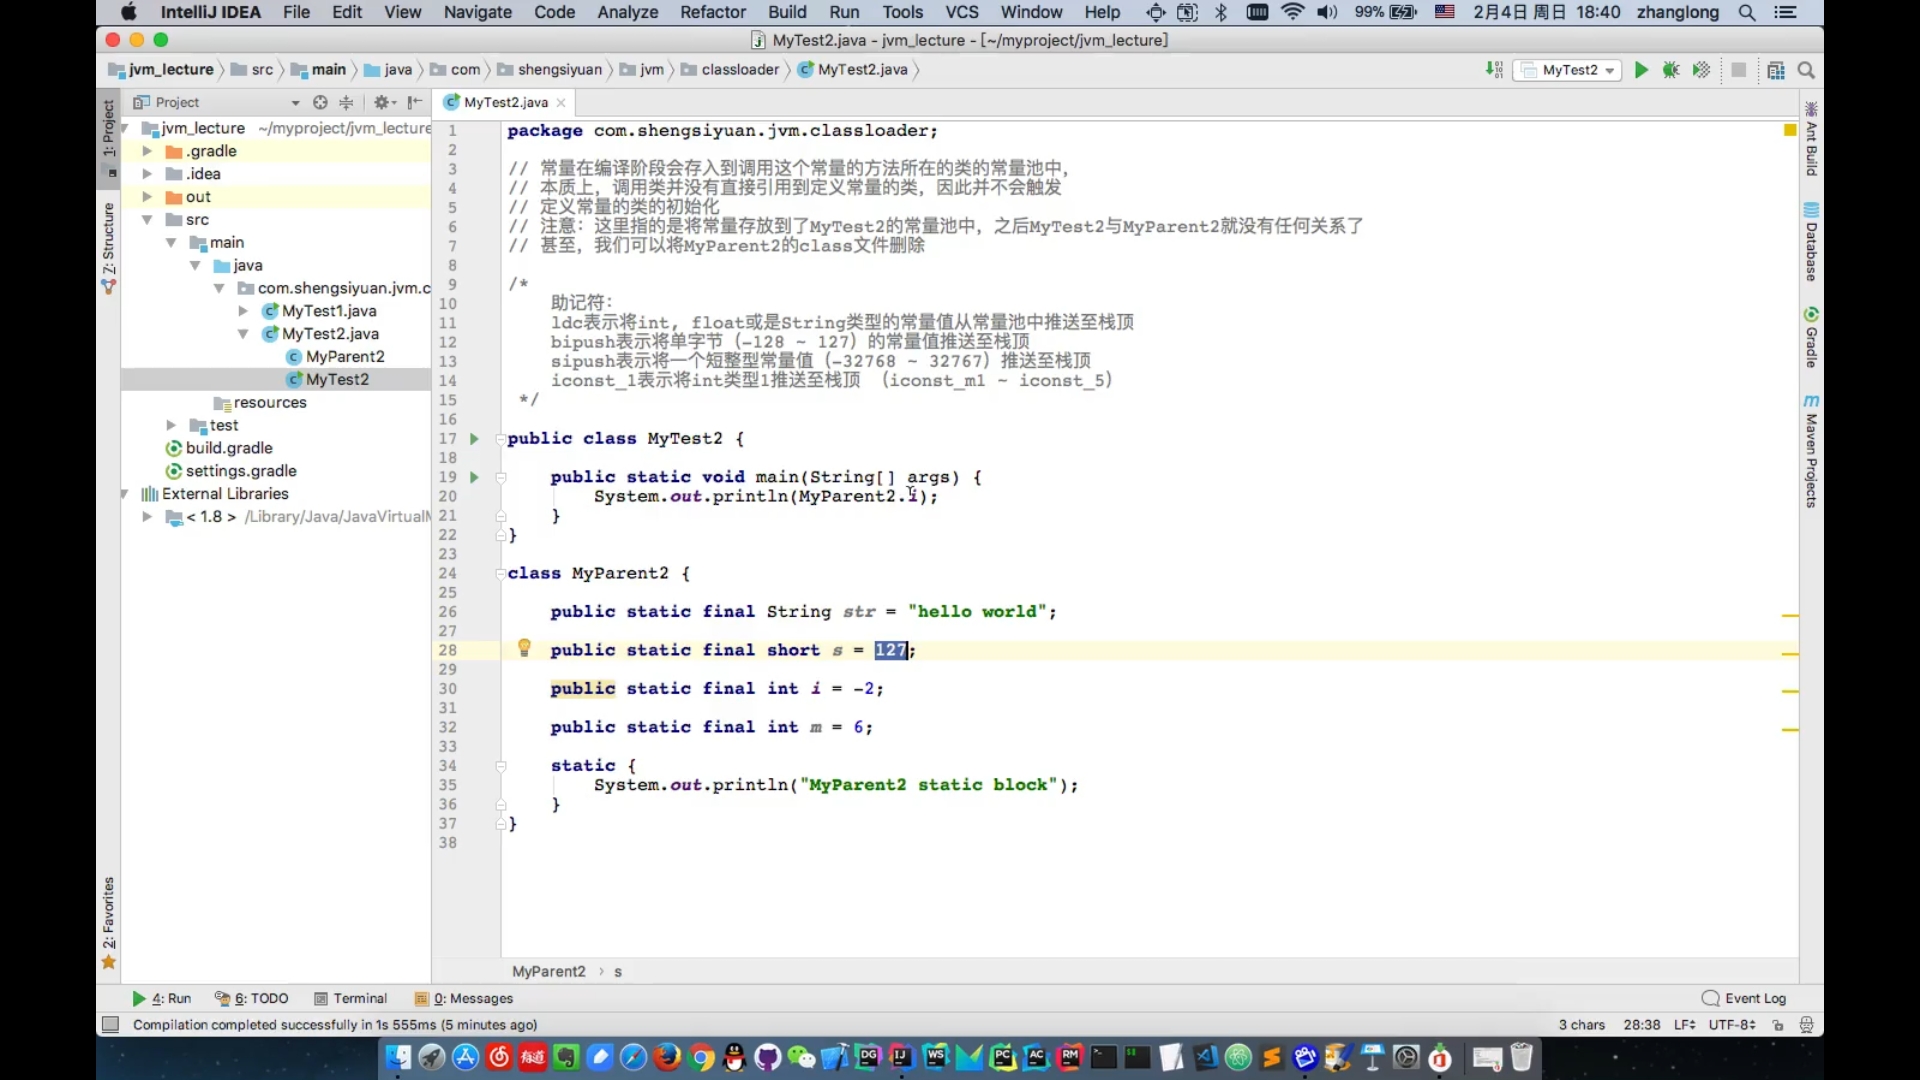 IntelliJ IDEA File Edit View Navigate Code Analyze Refactor Build Run Tools VCS Window Help 99% 2月4日 周日 18:40 zhanglong
MyTest2.java - jvm_lecture - [~/myproject/jvm_lecture]
jvm_lecture src main java com shengsiyuan jvm classloader MyTest2.java MyTest2
Project
MyTest2.java
1: Project
Z: Structure
2: Favorites
jvm_lecture ~/myproject/jvm_lecture
.gradle
.idea
out
src
main
java
com.shengsiyuan.jvm.c
MyTest1.java
MyTest2.java
MyParent2
MyTest2
resources
test
build.gradle
settings.gradle
External Libraries
< 1.8 > /Library/Java/JavaVirtualM
1 package com.shengsiyuan.jvm.classloader;
2
3 // 常量在编译阶段会存入到调用这个常量的方法所在的类的常量池中，
4 // 本质上，调用类并没有直接引用到定义常量的类，因此并不会触发
5 // 定义常量的类的初始化
6 // 注意：这里指的是将常量存放到了MyTest2的常量池中，之后MyTest2与MyParent2就没有任何关系了
7 // 甚至，我们可以将MyParent2的class文件删除
8
9 /*
10 助记符：
11 ldc表示将int, float或是String类型的常量值从常量池中推送至栈顶
12 bipush表示将单字节（-128 ~ 127）的常量值推送至栈顶
13 sipush表示将一个短整型常量值（-32768 ~ 32767）推送至栈顶
14 iconst_1表示将int类型1推送至栈顶 （iconst_m1 ~ iconst_5）
15 */
16
17 public class MyTest2 {
18
19 public static void main(String[] args) {
20 System.out.println(MyParent2.i);
21 }
22 }
23
24 class MyParent2 {
25
26 public static final String str = "hello world";
27
28 public static final short s = 127;
29
30 public static final int i = -2;
31
32 public static final int m = 6;
33
34 static {
35 System.out.println("MyParent2 static block");
36 }
37 }
38
Ant Build
Database
Gradle
Maven Projects
MyParent2 › s
4: Run 6: TODO Terminal 0: Messages Event Log
Compilation completed successfully in 1s 555ms (5 minutes ago) 3 chars 28:38 LF UTF-8
有道 DG IJ WS PC AC RM